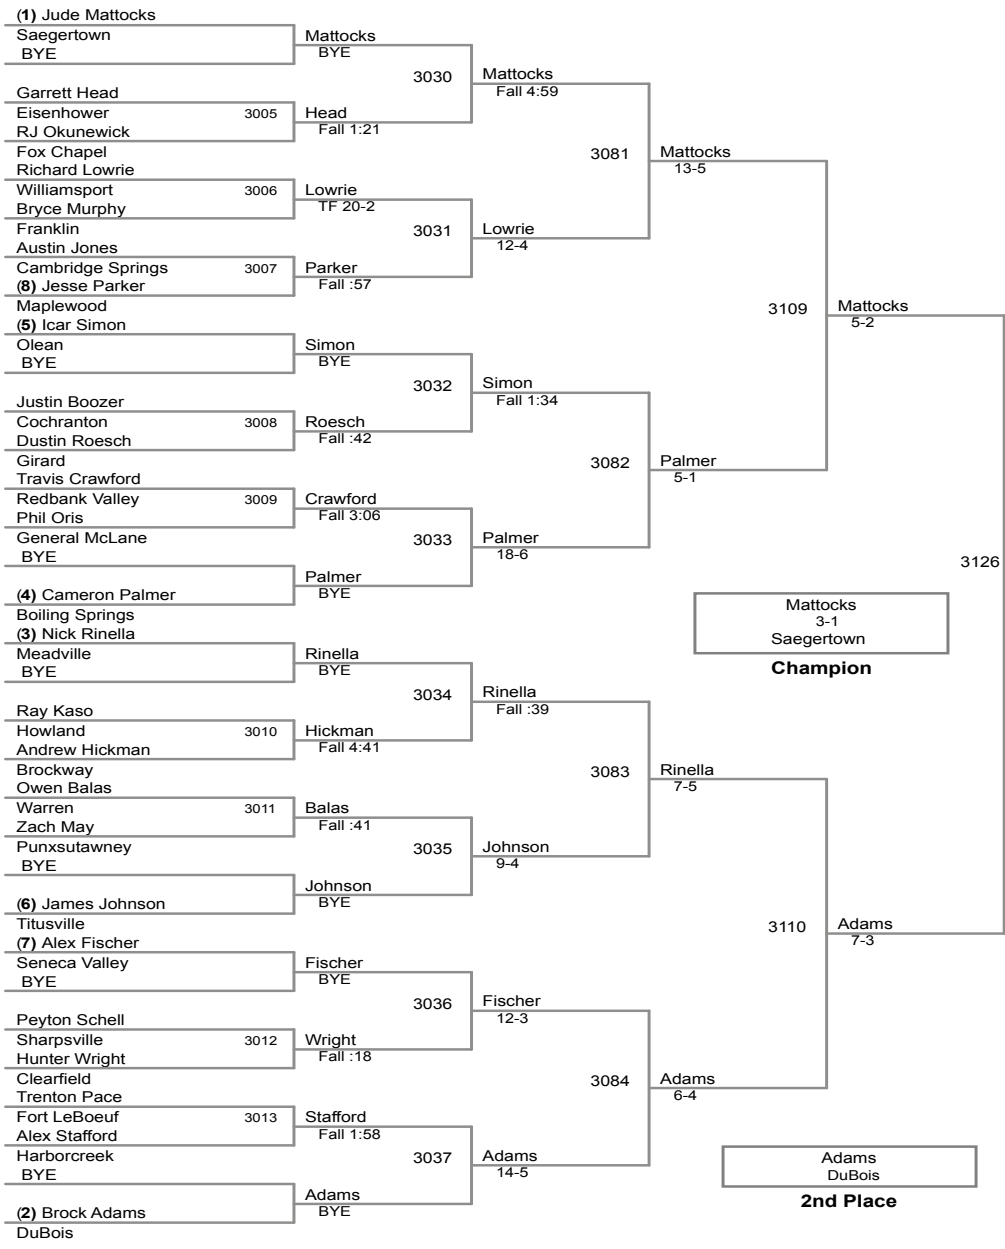 (1) Jude Mattocks
Saegertown
BYE
Garrett Head
Eisenhower
RJ Okunewick
Fox Chapel
Richard Lowrie
Williamsport
Bryce Murphy
Franklin
Austin Jones
Cambridge Springs
(8) Jesse Parker
Maplewood
(5) Icar Simon
Olean
BYE
Justin Boozer
Cochranton
Dustin Roesch
Girard
Travis Crawford
Redbank Valley
Phil Oris
General McLane
BYE
(4) Cameron Palmer
Boiling Springs
(3) Nick Rinella
Meadville
BYE
Ray Kaso
Howland
Andrew Hickman
Brockway
Owen Balas
Warren
Zach May
Punxsutawney
BYE
(6) James Johnson
Titusville
(7) Alex Fischer
Seneca Valley
BYE
Peyton Schell
Sharpsville
Hunter Wright
Clearfield
Trenton Pace
Fort LeBoeuf
Alex Stafford
Harborcreek
BYE
(2) Brock Adams
DuBois
3005
3006
3007
3008
3009
3010
3011
3012
3013
Mattocks
BYE
Head
Fall 1:21
Lowrie
TF 20-2
Parker
Fall :57
Simon
BYE
Roesch
Fall :42
Crawford
Fall 3:06
Palmer
BYE
Rinella
BYE
Hickman
Fall 4:41
Balas
Fall :41
Johnson
BYE
Fischer
BYE
Wright
Fall :18
Stafford
Fall 1:58
Adams
BYE
3030
3031
3032
3033
3034
3035
3036
3037
Mattocks
Fall 4:59
Lowrie
12-4
Simon
Fall 1:34
Palmer
18-6
Rinella
Fall :39
Johnson
9-4
Fischer
12-3
Adams
14-5
3081
3082
3083
3084
Mattocks
13-5
Palmer
5-1
Rinella
7-5
Adams
6-4
3109
3110
Mattocks
5-2
Adams
7-3
3126
Mattocks
3-1
Saegertown
Champion
Adams
DuBois
2nd Place